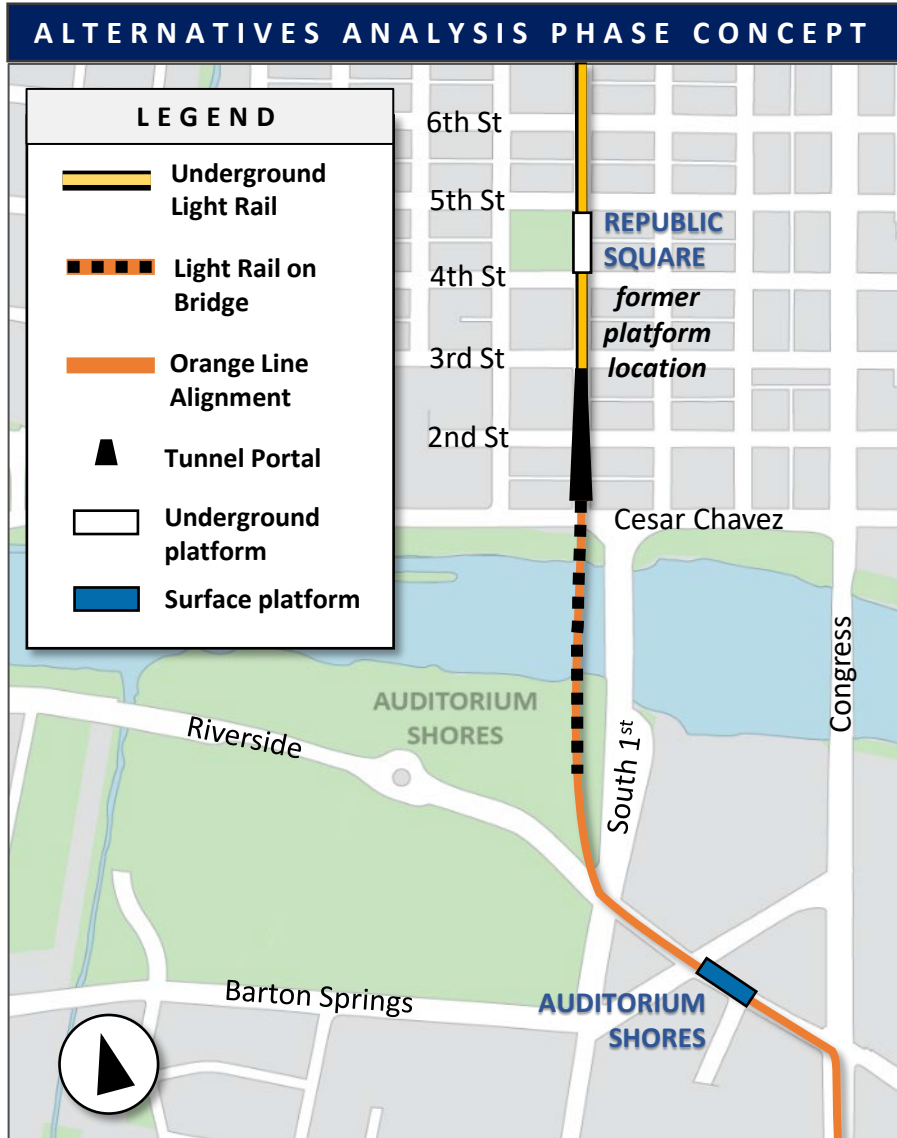 ALTERNATIVES ANALYSIS PHASE CONCEPT
LEGEND
Underground
Light Rail
Light Rail on
Bridge
Orange Line
Alignment
Tunnel Portal
Underground
platform
Surface platform
6th St
5th St
REPUBLIC
SQUARE
4th St
former
platform
location
3rd St
2nd St
Cesar Chavez
AUDITORIUM
SHORES
Riverside
South 1st
Congress
Barton Springs
AUDITORIUM
SHORES